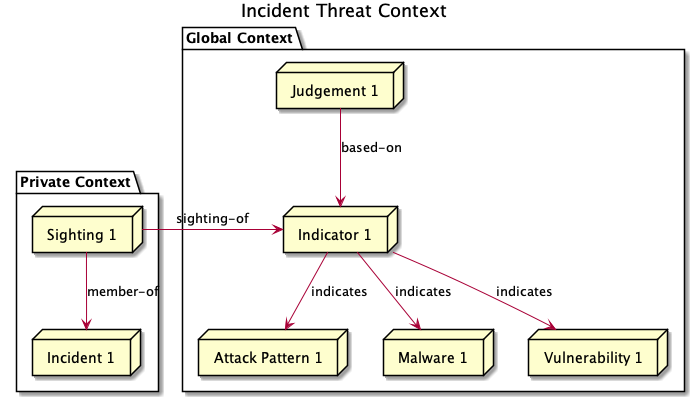 Incident Threat Context
Global Context
Judgement 1
based-on
Private Context
Sighting 1
sighting-of
Indicator 1
member-of
indicates
indicates
indicates
Incident 1
Attack Pattern 1
Malware 1
Vulnerability 1